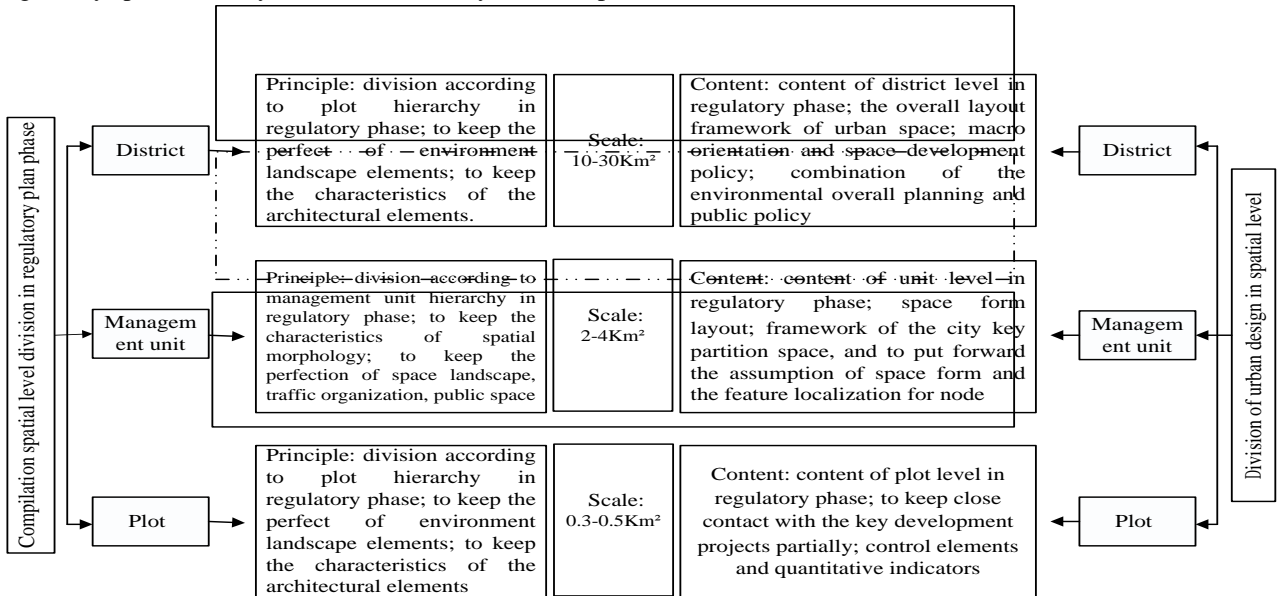 Compilation spatial level division in regulatory plan phase
District
Principle: division according
to plot hierarchy in
regulatory phase; to keep the
perfect of environment
landscape elements; to keep
the characteristics of the
architectural elements.
Scale:
10-30Km²
Content: content of district level in
regulatory phase; the overall layout
framework of urban space; macro
orientation and space development
policy; combination of the
environmental overall planning and
public policy
District
Managem
ent unit
Principle: division according to
management unit hierarchy in
regulatory phase; to keep the
characteristics of spatial
morphology; to keep the
perfection of space landscape,
traffic organization, public space
Scale:
2-4Km²
Content: content of unit level in
regulatory phase; space form
layout; framework of the city key
partition space, and to put forward
the assumption of space form and
the feature localization for node
Managem
ent unit
Plot
Principle: division according
to plot hierarchy in
regulatory phase; to keep the
perfect of environment
landscape elements; to keep
the characteristics of the
architectural elements
Scale:
0.3-0.5Km²
Content: content of plot level in
regulatory phase; to keep close
contact with the key development
projects partially; control elements
and quantitative indicators
Plot
Division of urban design in spatial level